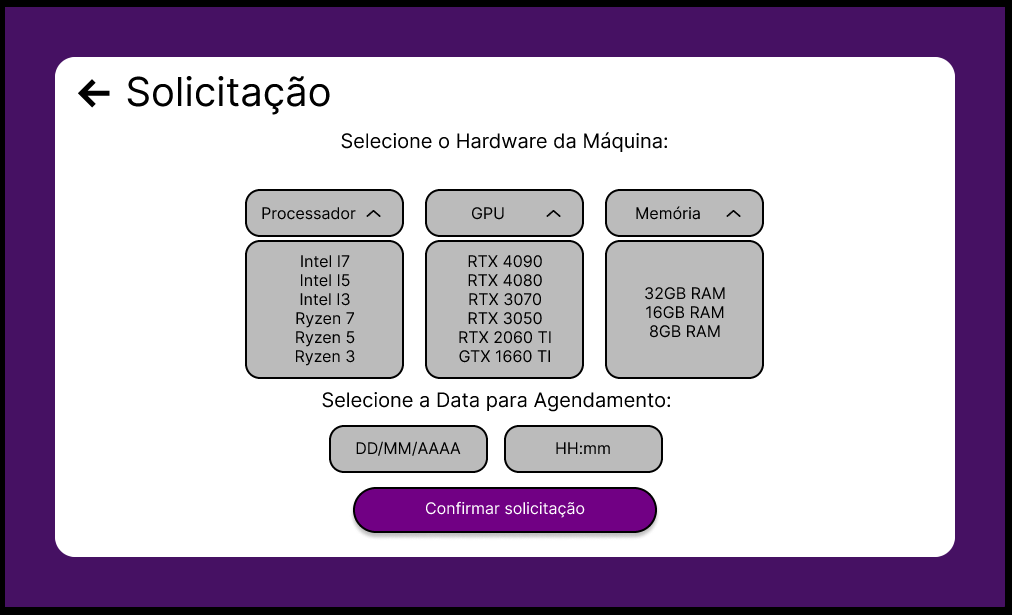 Solicitação
Selecione o Hardware da Máquina:
Processador
Intel I7
Intel I5
Intel I3
Ryzen 7
Ryzen 5
Ryzen 3
GPU
RTX 4090
RTX 4080
RTX 3070
RTX 3050
RTX 2060 TI
GTX 1660 TI
Memória
32GB RAM
16GB RAM
8GB RAM
Selecione a Data para Agendamento:
DD/MM/AAAA
HH:mm
Confirmar solicitação